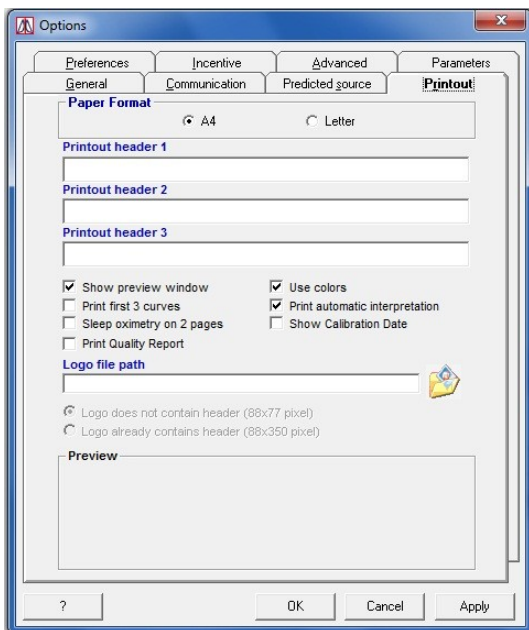 Options
Preferences Incentive Advanced Parameters
General Communication Predicted source Printout
Paper Format
A4 Letter
Printout header 1
Printout header 2
Printout header 3
Show preview window Use colors
Print first 3 curves Print automatic interpretation
Sleep oximetry on 2 pages Show Calibration Date
Print Quality Report
Logo file path
Logo does not contain header (88x77 pixel)
Logo already contains header (88x350 pixel)
Preview
? OK Cancel Apply